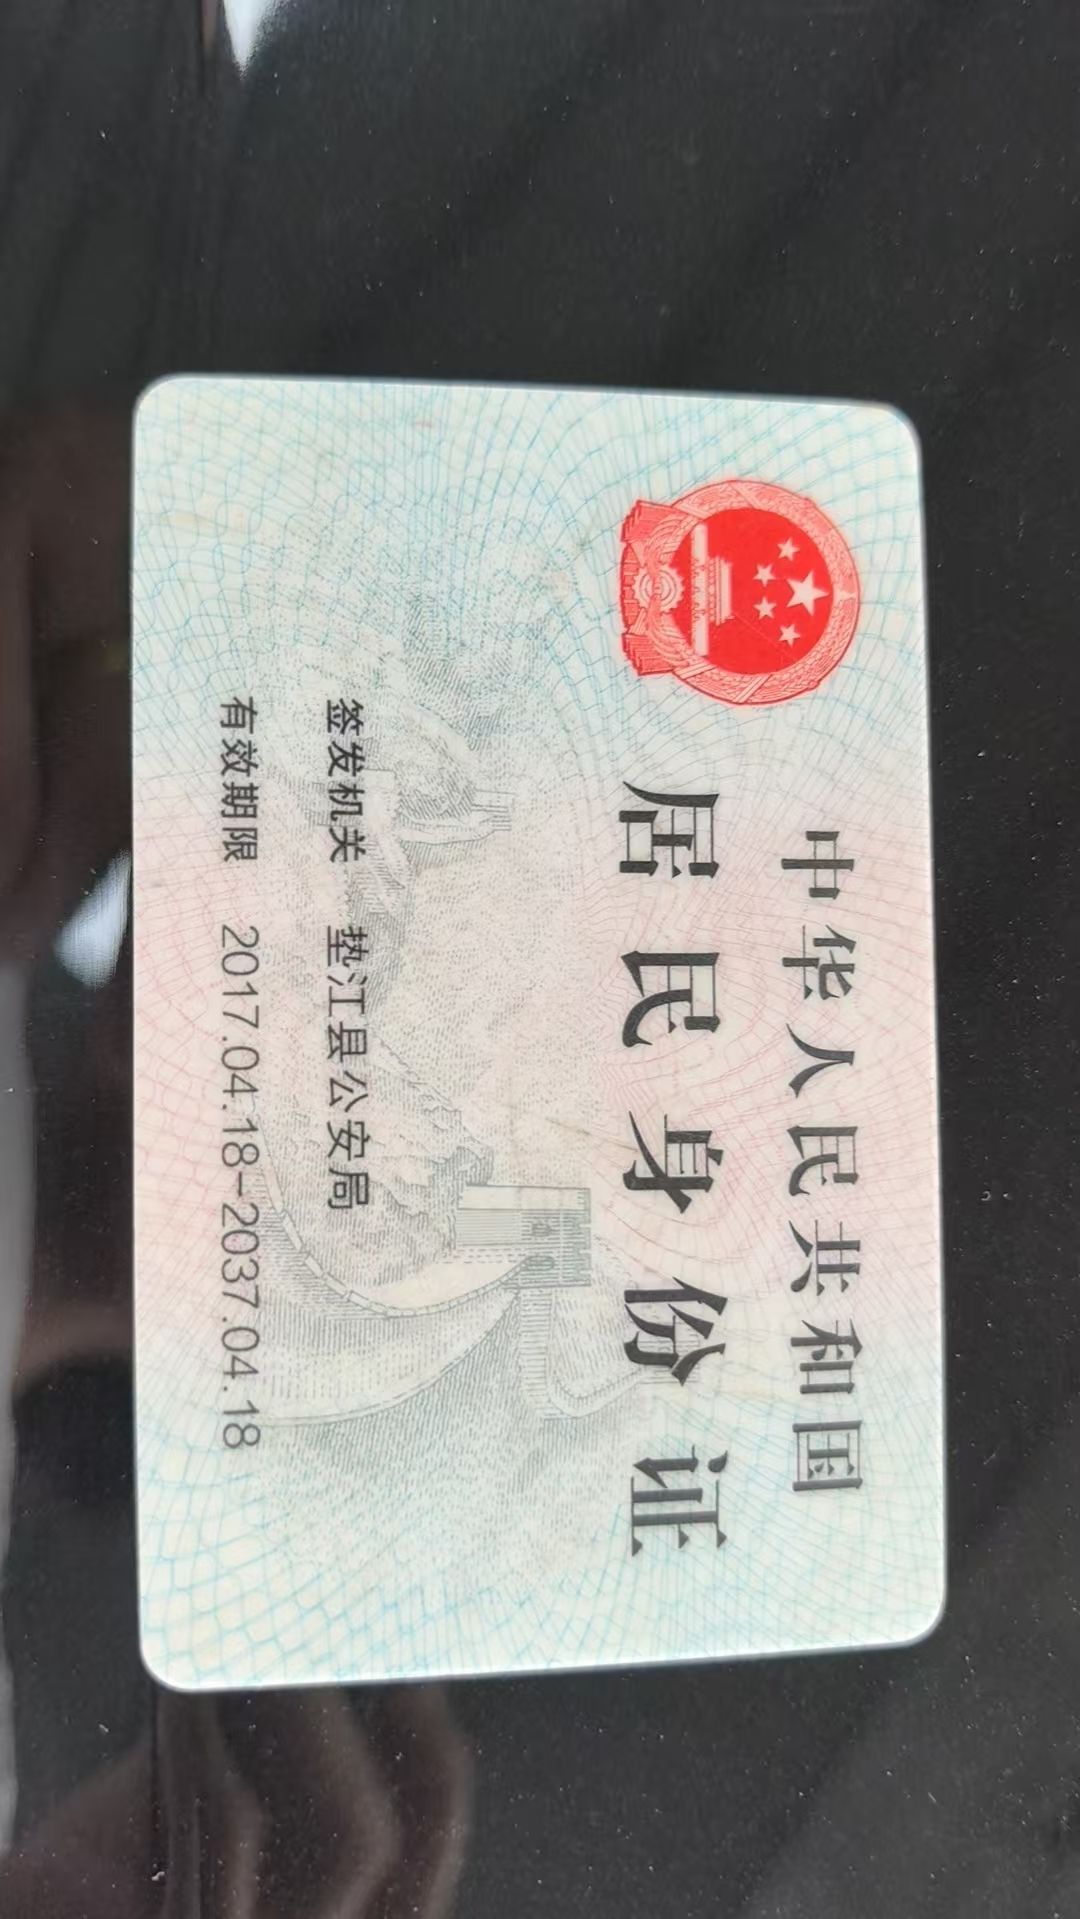 中华人民共和国
居民身份证
签发机关 垫江县公安局
有效期限 2017.04.18-2037.04.18